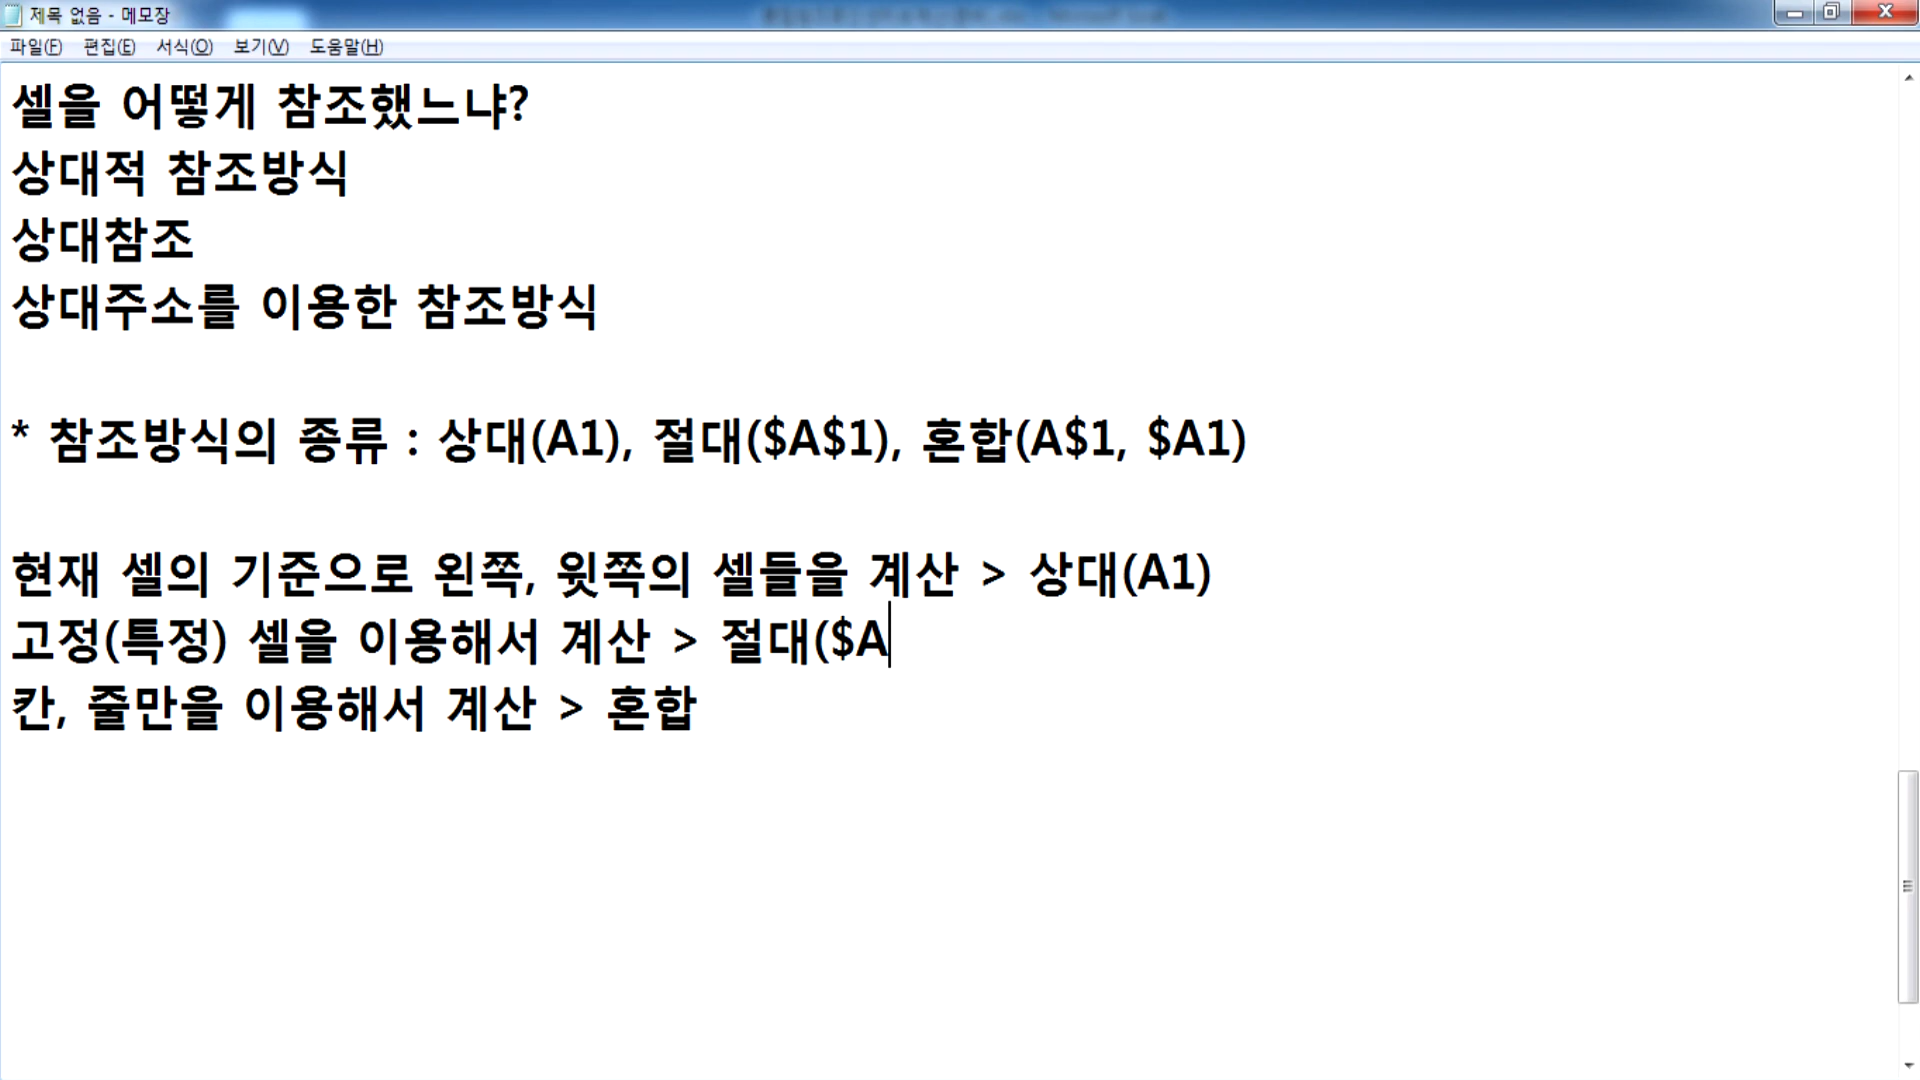 제목 없음 - 메모장
파일(F) 편집(E) 서식(O) 보기(V) 도움말(H)
셀을 어떻게 참조했느냐?
상대적 참조방식
상대참조
상대주소를 이용한 참조방식
* 참조방식의 종류 : 상대(A1), 절대($A$1), 혼합(A$1, $A1)
현재 셀의 기준으로 왼쪽, 윗쪽의 셀들을 계산 > 상대(A1)
고정(특정) 셀을 이용해서 계산 > 절대($A
칸, 줄만을 이용해서 계산 > 혼합